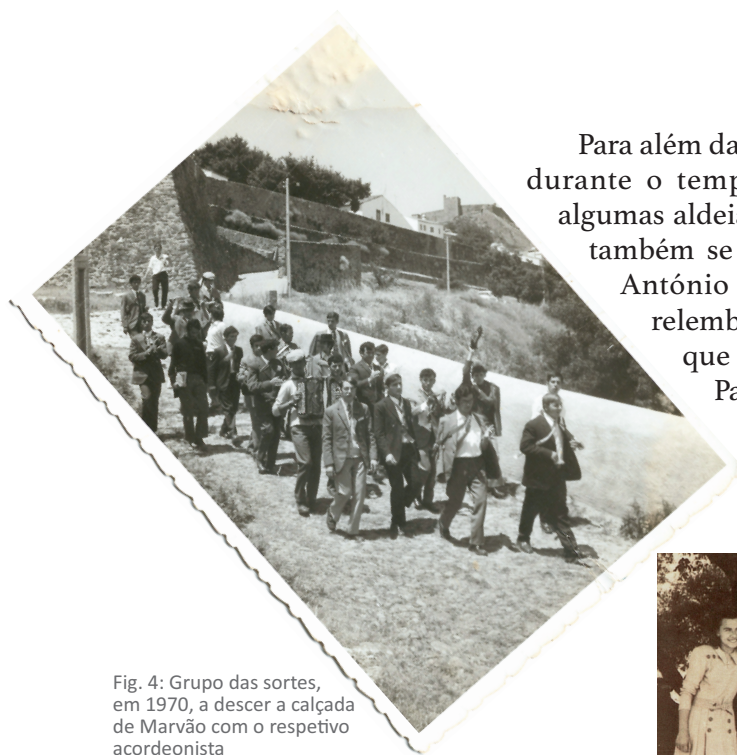 Para além da
durante o temp
algumas aldeia
também se
António
relemb
que
Pa
Fig. 4: Grupo das sortes,
em 1970, a descer a calçada
de Marvão com o respetivo
acordeonista